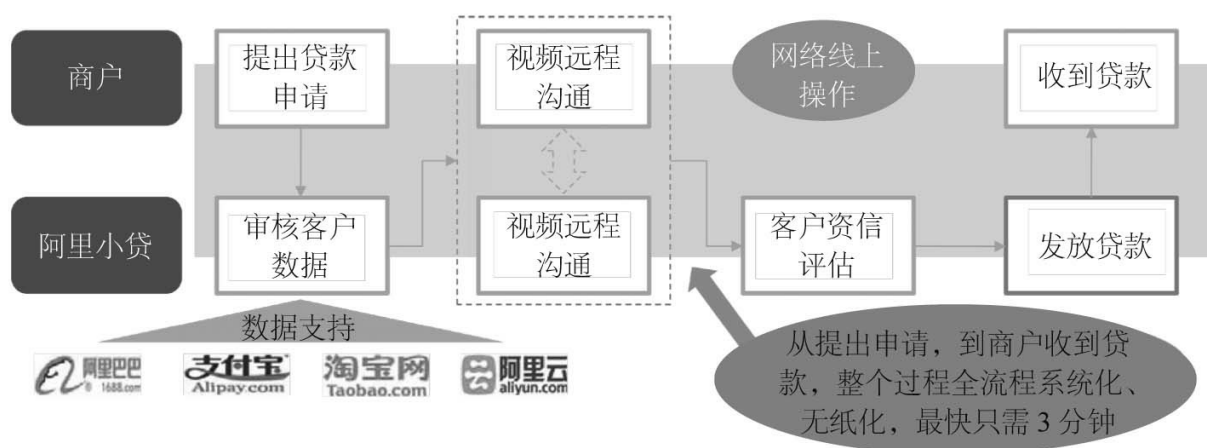 商户
提出贷款
申请
视频远程
沟通
网络线上
操作
收到贷款
阿里小贷
审核客户
数据
视频远程
沟通
客户资信
评估
发放贷款
数据支持
阿里巴巴
1688.com
支付宝
Alipay.com
淘宝网
Taobao.com
阿里云
aliyun.com
从提出申请，到商户收到贷
款，整个过程全流程系统化、
无纸化，最快只需 3 分钟